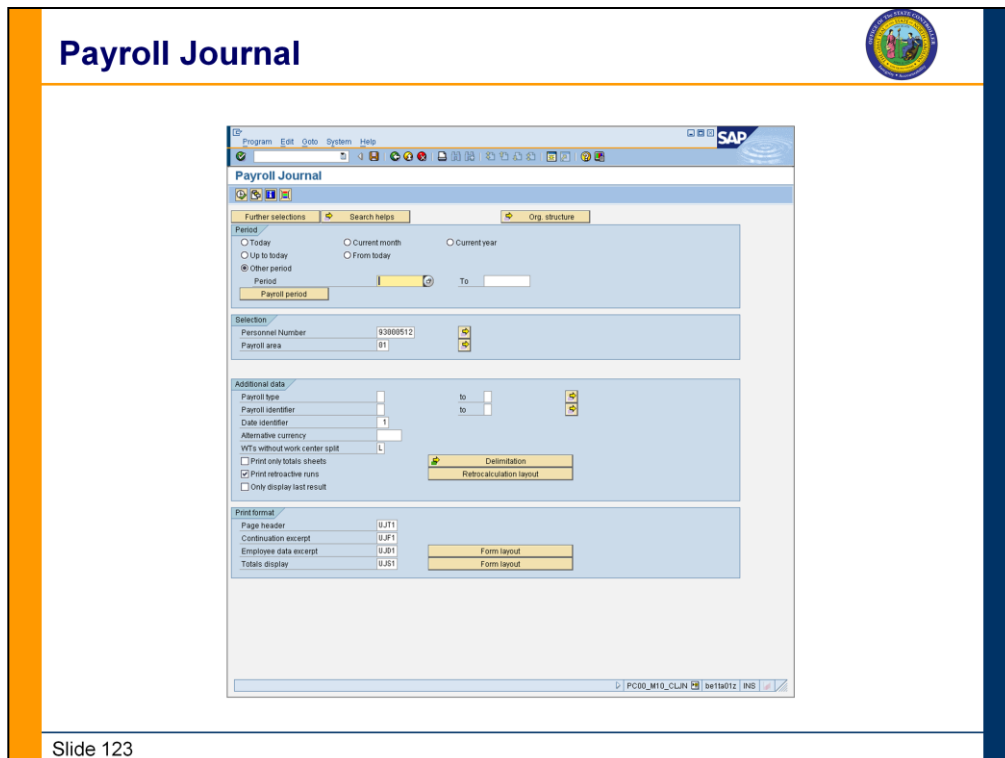 Payroll Journal
OFFICE OF THE STATE CONTROLLER
Program Edit Goto System Help
SAP
Payroll Journal
Further selections Search helps Org. structure
Period
Today Current month Current year
Up to today From today
Other period
Period To
Payroll period
Selection
Personnel Number 93000512
Payroll area 01
Additional data
Payroll type to
Payroll identifier to
Date identifier 1
Alternative currency
WTs without work center split L
Print only totals sheets Delimitation
Print retroactive runs Retrocalculation layout
Only display last result
Print format
Page header UJT1
Continuation excerpt UJF1
Employee data excerpt UJD1 Form layout
Totals display UJS1 Form layout
PC00_M10_CLJN be1ta01z INS
Slide 123